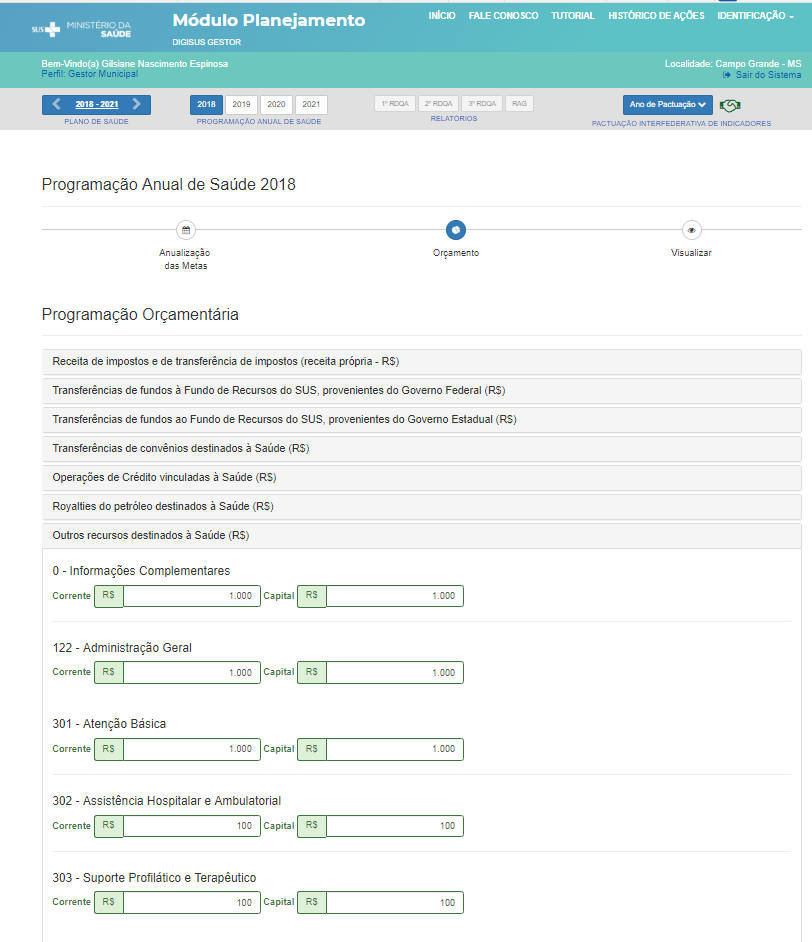 SUS MINISTÉRIO DA SAÚDE
Módulo Planejamento
DIGISUS GESTOR
INÍCIO FALE CONOSCO TUTORIAL HISTÓRICO DE AÇÕES IDENTIFICAÇÃO
Bem-Vindo(a) Gilsiane Nascimento Espinosa
Perfil: Gestor Municipal
Localidade: Campo Grande - MS
Sair do Sistema
2018 - 2021
PLANO DE SAÚDE
2018 2019 2020 2021
PROGRAMAÇÃO ANUAL DE SAÚDE
1º RDQA 2º RDQA 3º RDQA RAG
RELATÓRIOS
Ano de Pactuação
PACTUAÇÃO INTERFEDERATIVA DE INDICADORES
Programação Anual de Saúde 2018
Anualização das Metas
Orçamento
Visualizar
Programação Orçamentária
Receita de impostos e de transferência de impostos (receita própria - R$)
Transferências de fundos à Fundo de Recursos do SUS, provenientes do Governo Federal (R$)
Transferências de fundos ao Fundo de Recursos do SUS, provenientes do Governo Estadual (R$)
Transferências de convênios destinados à Saúde (R$)
Operações de Crédito vinculadas à Saúde (R$)
Royalties do petróleo destinados à Saúde (R$)
Outros recursos destinados à Saúde (R$)
0 - Informações Complementares
Corrente R$ 1.000 Capital R$ 1.000
122 - Administração Geral
Corrente R$ 1.000 Capital R$ 1.000
301 - Atenção Básica
Corrente R$ 1.000 Capital R$ 1.000
302 - Assistência Hospitalar e Ambulatorial
Corrente R$ 100 Capital R$ 100
303 - Suporte Profilático e Terapêutico
Corrente R$ 100 Capital R$ 100